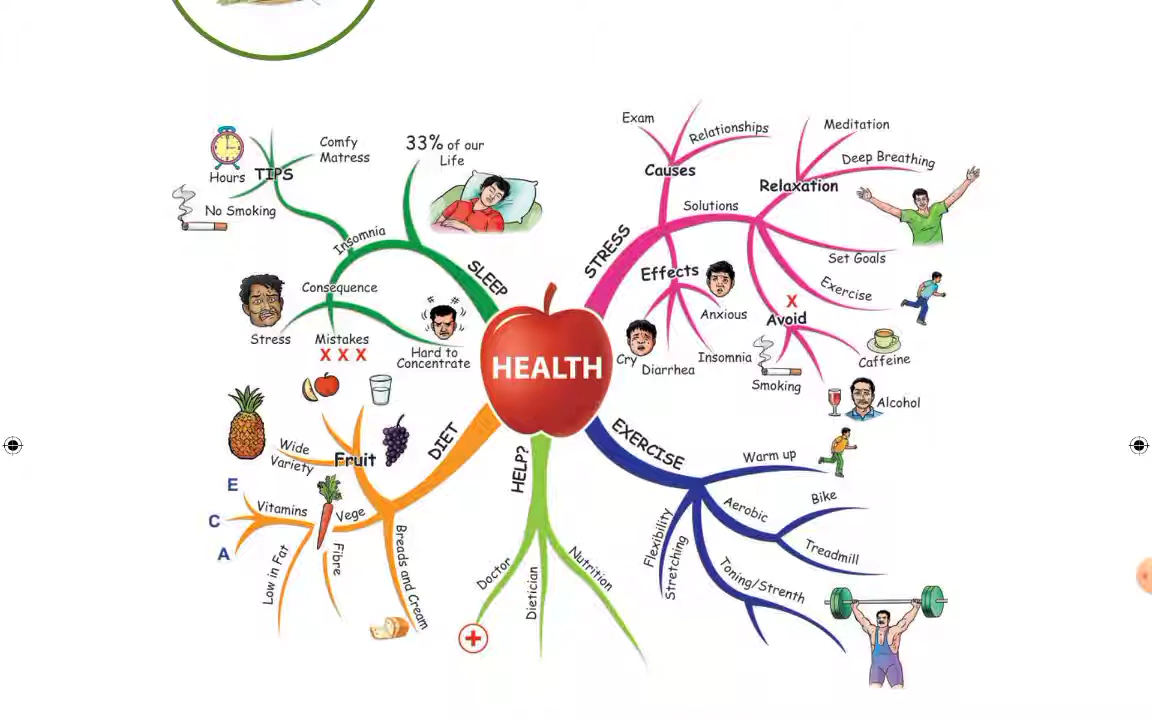 HEALTH
SLEEP
33% of our
Life
Insomnia
TIPS
Hours
Comfy
Matress
No Smoking
Consequence
Stress
Mistakes
X X X
Hard to
Concentrate
STRESS
Causes
Exam
Relationships
Solutions
Relaxation
Meditation
Deep Breathing
Set Goals
Exercise
X
Avoid
Caffeine
Smoking
Alcohol
Effects
Anxious
Insomnia
Diarrhea
Cry
DIET
Fruit
Wide
Variety
Vege
Vitamins
E
C
A
Low in Fat
Fibre
Breads and Cream
HELP?
Doctor
Dietician
Nutrition
EXERCISE
Warm up
Aerobic
Bike
Treadmill
Toning/Strenth
Flexibility
Stretching